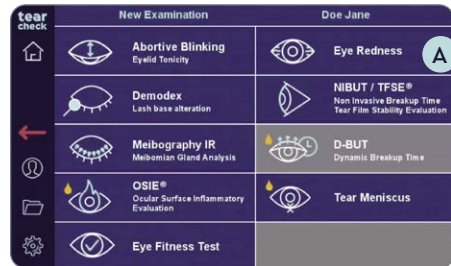 tear
check
New Examination
Doe Jane
Abortive Blinking
Eyelid Tonicity
Eye Redness
A
Demodex
Lash base alteration
NIBUT / TFSE®
Non Invasive Breakup Time
Tear Film Stability Evaluation
Meibography IR
Meibomian Gland Analysis
D-BUT
Dynamic Breakup Time
OSIE®
Ocular Surface Inflammatory
Evaluation
Tear Meniscus
Eye Fitness Test